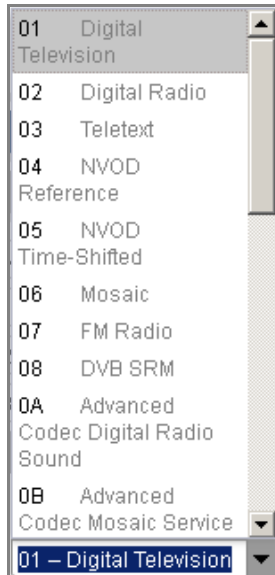 01 Digital
Television
02 Digital Radio
03 Teletext
04 NVOD
Reference
05 NVOD
Time-Shifted
06 Mosaic
07 FM Radio
08 DVB SRM
0A Advanced
Codec Digital Radio
Sound
0B Advanced
Codec Mosaic Service
01 – Digital Television